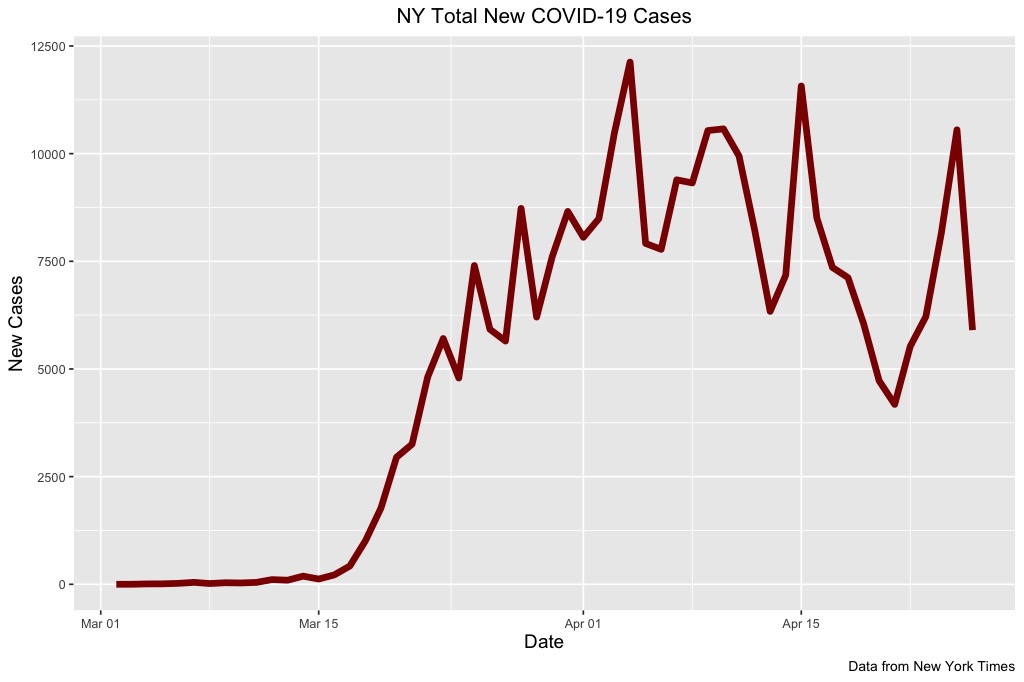 NY Total New COVID-19 Cases
12500
10000
7500
5000
2500
0
New Cases
Mar 01 Mar 15 Apr 01 Apr 15
Date
Data from New York Times